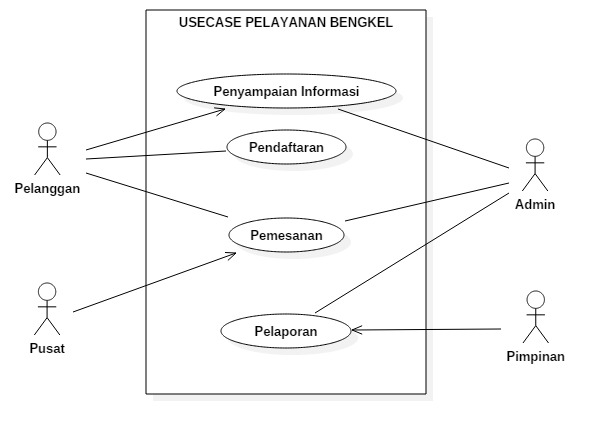 USECASE PELAYANAN BENGKEL
Penyampaian Informasi
Pendaftaran
Pelanggan
Admin
Pemesanan
Pelaporan
Pusat
Pimpinan